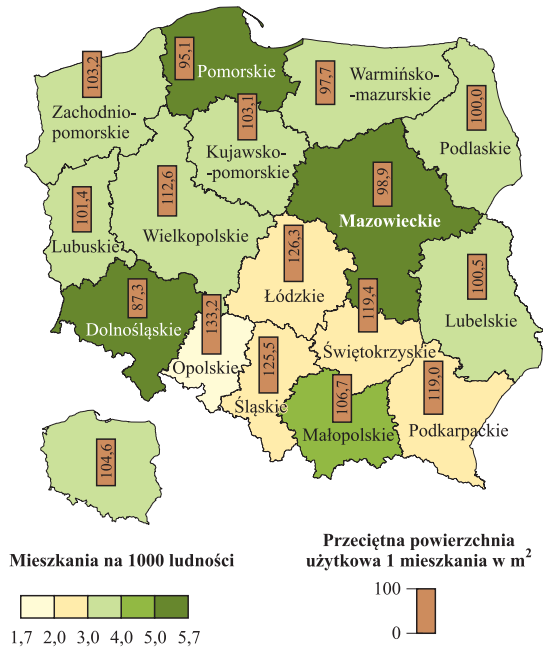 103,2
95,1
Pomorskie
97,7
Warmińsko-
-mazurskie
100,0
Zachodnio-
pomorskie
103,1
Kujawsko-
-pomorskie
Podlaskie
98,9
101,4
112,6
Mazowieckie
Lubuskie
Wielkopolskie
126,3
100,5
87,3
Łódzkie
119,4
Dolnośląskie
133,2
Lubelskie
Opolskie
125,5
Świętokrzyskie
Śląskie
106,7
119,0
Małopolskie
Podkarpackie
104,6
Mieszkania na 1000 ludności
1,7 2,0 3,0 4,0 5,0 5,7
Przeciętna powierzchnia
użytkowa 1 mieszkania w m²
100
0